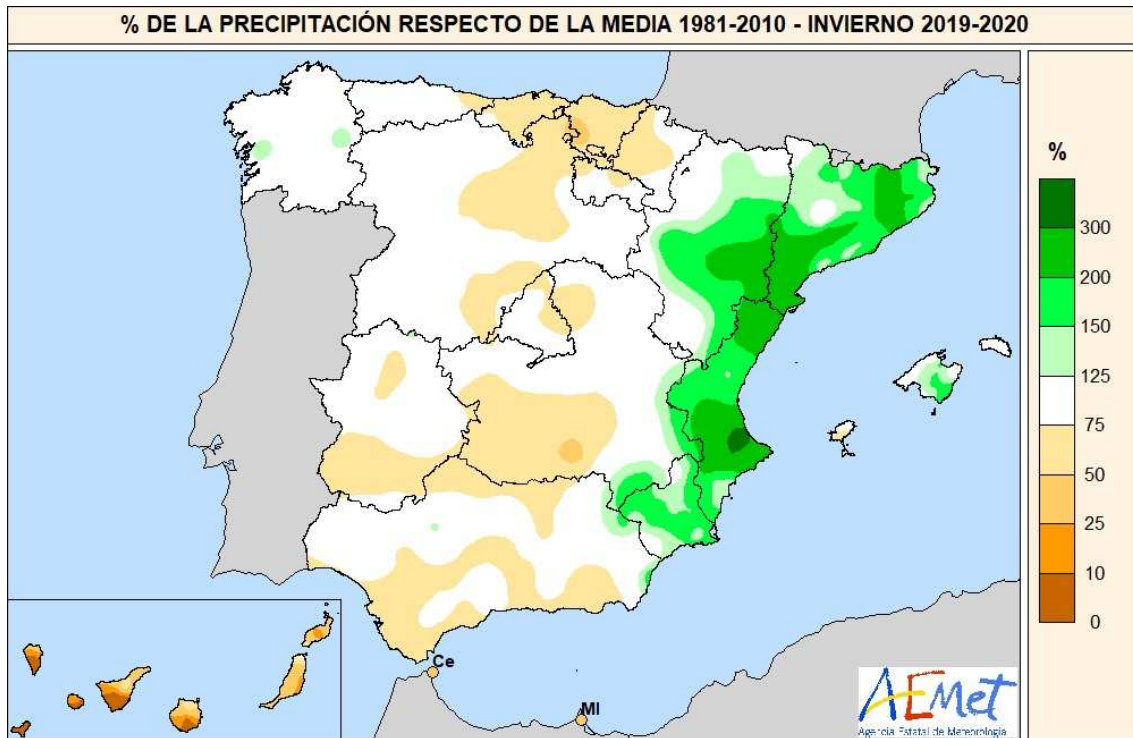 % DE LA PRECIPITACIÓN RESPECTO DE LA MEDIA 1981-2010 - INVIERNO 2019-2020
%
300
200
150
125
75
50
25
10
0
Ce
Ml
AEMet
Agencia Estatal de Meteorología